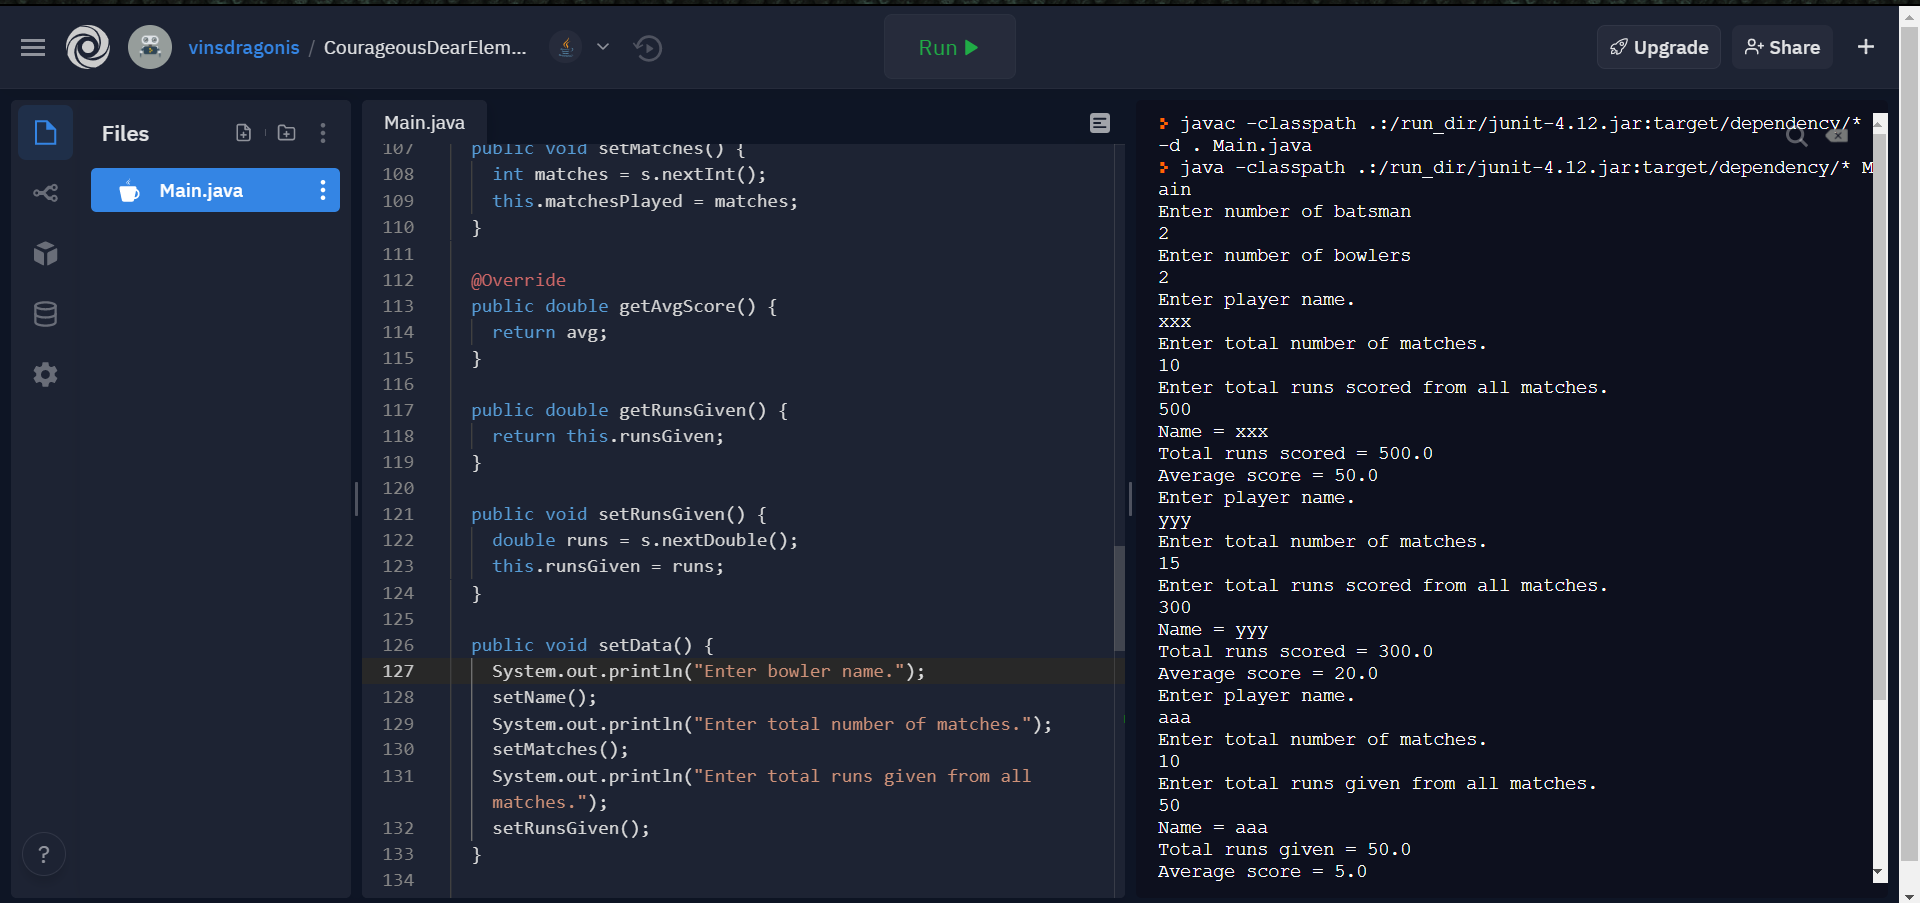 vinsdragonis / CourageousDearElem...
Run
Upgrade
Share
Files
Main.java
Main.java
107 public void setMatches() {
108 int matches = s.nextInt();
109 this.matchesPlayed = matches;
110 }
111
112 @Override
113 public double getAvgScore() {
114 return avg;
115 }
116
117 public double getRunsGiven() {
118 return this.runsGiven;
119 }
120
121 public void setRunsGiven() {
122 double runs = s.nextDouble();
123 this.runsGiven = runs;
124 }
125
126 public void setData() {
127 System.out.println("Enter bowler name.");
128 setName();
129 System.out.println("Enter total number of matches.");
130 setMatches();
131 System.out.println("Enter total runs given from all
matches.");
132 setRunsGiven();
133 }
134
?
javac -classpath .:/run_dir/junit-4.12.jar:target/dependency/*
-d . Main.java
java -classpath .:/run_dir/junit-4.12.jar:target/dependency/* M
ain
Enter number of batsman
2
Enter number of bowlers
2
Enter player name.
xxx
Enter total number of matches.
10
Enter total runs scored from all matches.
500
Name = xxx
Total runs scored = 500.0
Average score = 50.0
Enter player name.
yyy
Enter total number of matches.
15
Enter total runs scored from all matches.
300
Name = yyy
Total runs scored = 300.0
Average score = 20.0
Enter player name.
aaa
Enter total number of matches.
10
Enter total runs given from all matches.
50
Name = aaa
Total runs given = 50.0
Average score = 5.0